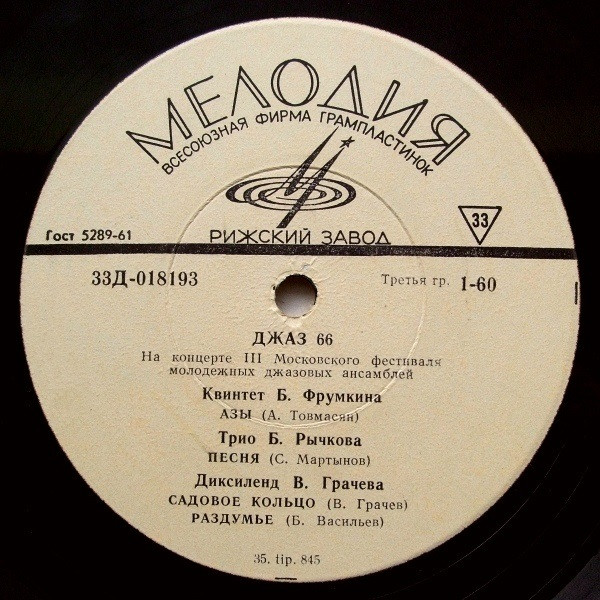 МЕЛОДИЯ
ВСЕСОЮЗНАЯ ФИРМА ГРАМПЛАСТИНОК
Гост 5289-61
РИЖСКИЙ ЗАВОД
33
33Д-018193
Третья гр. 1-60
ДЖАЗ 66
На концерте III Московского фестиваля
молодежных джазовых ансамблей
Квинтет Б. Фрумкина
АЗЫ (А. Товмасян)
Трио Б. Рычкова
ПЕСНЯ (С. Мартынов)
Диксиленд В. Грачева
САДОВОЕ КОЛЬЦО (В. Грачев)
РАЗДУМЬЕ (Б. Васильев)
35. tip. 845